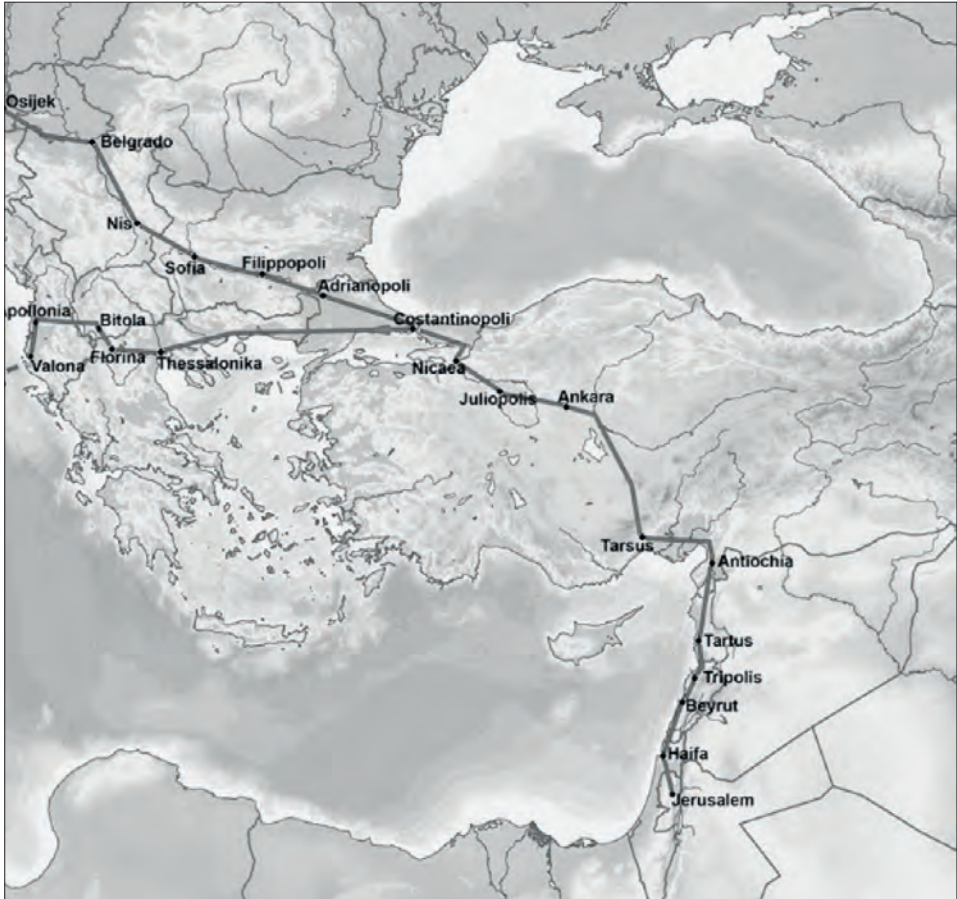 Osijek
Belgrado
Nis
Sofia
Filippopoli
Adrianopoli
Costantinopoli
Apollonia
Bitola
Valona
Florina
Thessalonika
Nicaea
Juliopolis
Ankara
Tarsus
Antiochia
Tartus
Tripolis
Beyrut
Haifa
Jerusalem